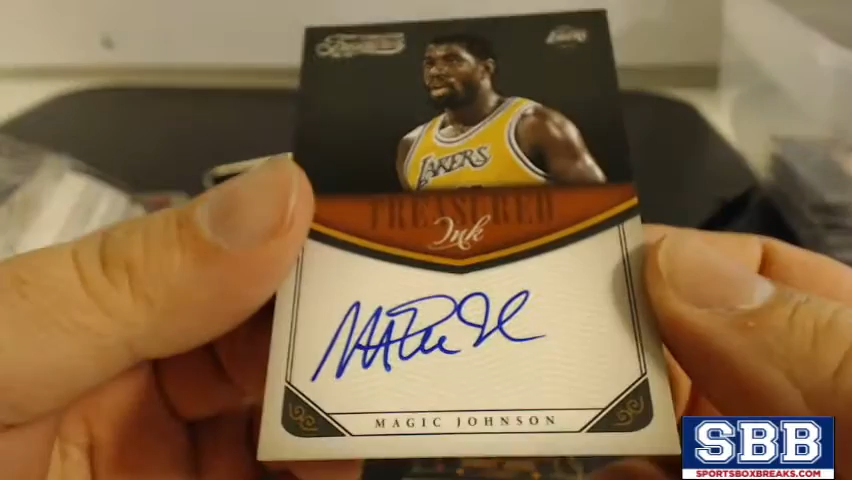 LAKERS
TREASURED
Ink
MAGIC JOHNSON
SBB
SPORTSBOXBREAKS.COM